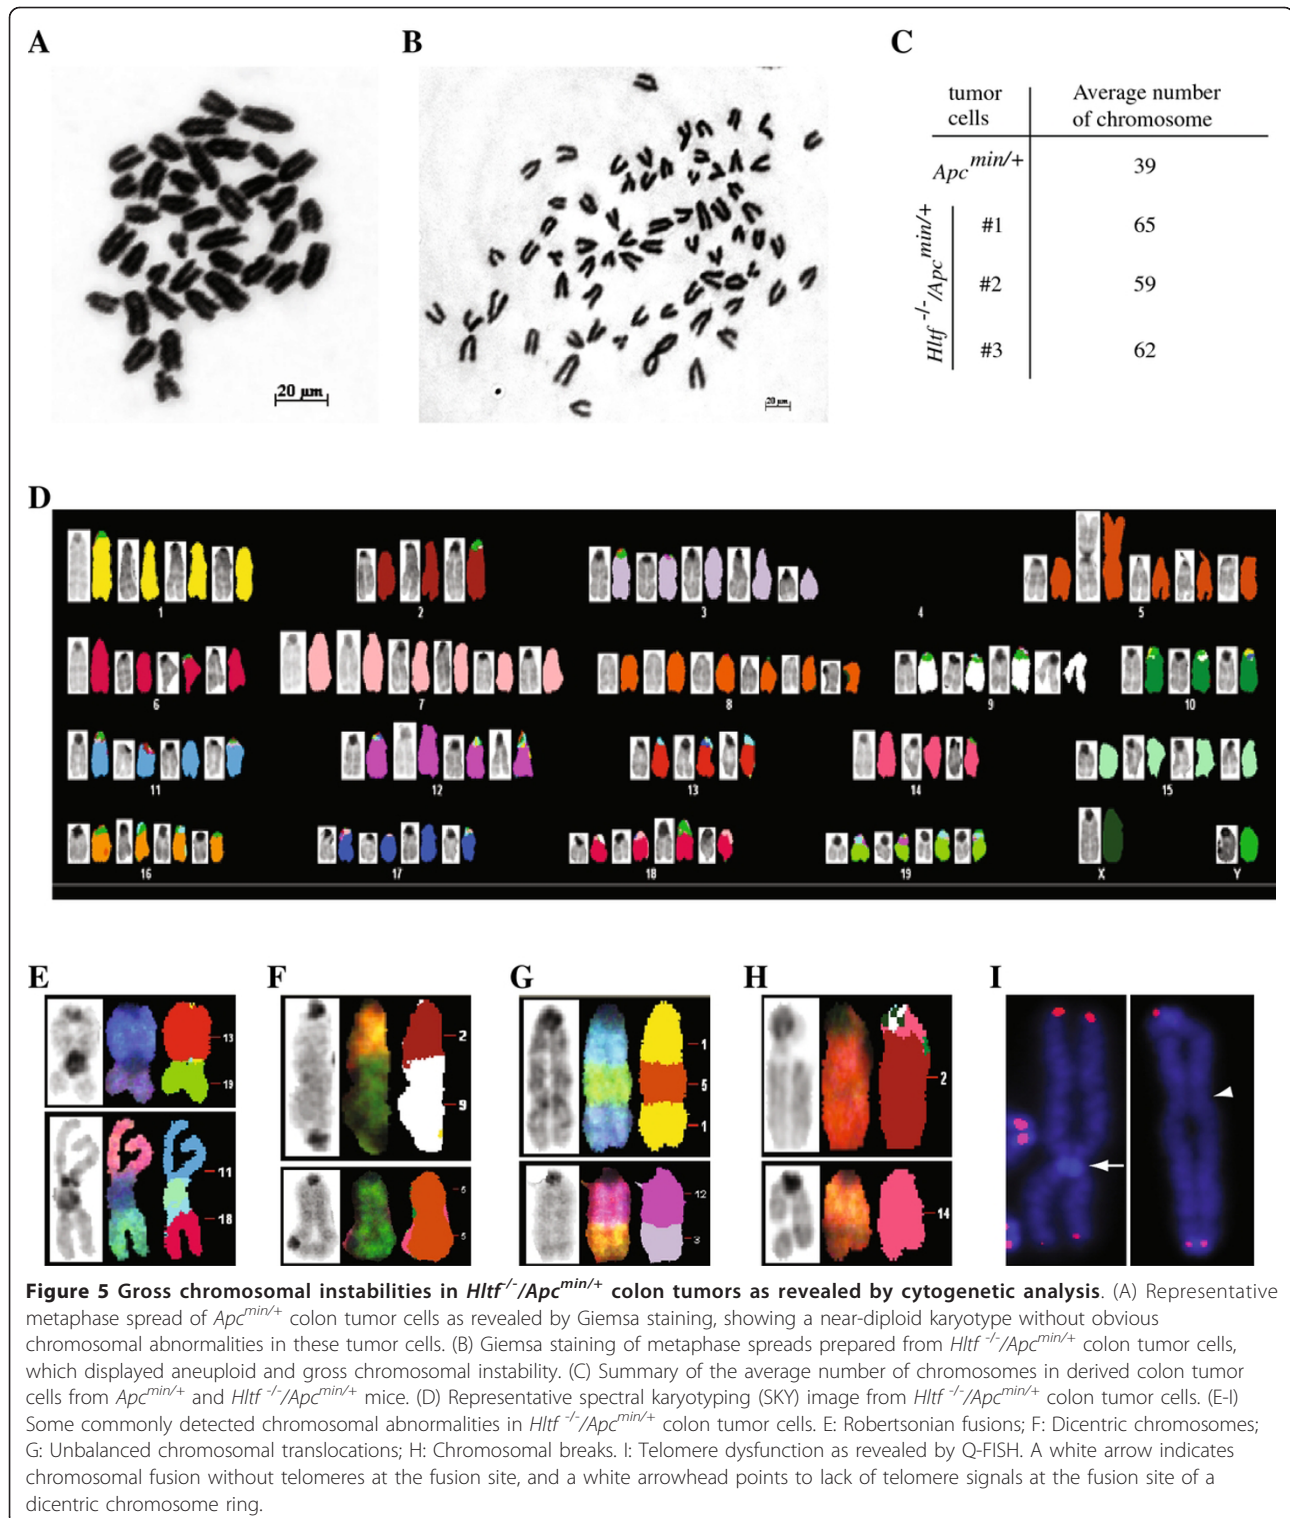 A
B
C
20 µm
20 µm
tumor cells
Average number of chromosome
Apc min/+
39
Hltf -/-/Apc min/+
#1
65
#2
59
#3
62
D
1
2
3
4
5
6
7
8
9
10
11
12
13
14
15
16
17
18
19
X
Y
E
F
G
H
I
13
19
11
18
2
9
5
5
1
5
1
12
3
2
14
Figure 5 Gross chromosomal instabilities in Hltf-/-/Apcmin/+ colon tumors as revealed by cytogenetic analysis. (A) Representative
metaphase spread of Apcmin/+ colon tumor cells as revealed by Giemsa staining, showing a near-diploid karyotype without obvious
chromosomal abnormalities in these tumor cells. (B) Giemsa staining of metaphase spreads prepared from Hltf -/-/Apcmin/+ colon tumor cells,
which displayed aneuploid and gross chromosomal instability. (C) Summary of the average number of chromosomes in derived colon tumor
cells from Apcmin/+ and Hltf -/-/Apcmin/+ mice. (D) Representative spectral karyotyping (SKY) image from Hltf -/-/Apcmin/+ colon tumor cells. (E-I)
Some commonly detected chromosomal abnormalities in Hltf -/-/Apcmin/+ colon tumor cells. E: Robertsonian fusions; F: Dicentric chromosomes;
G: Unbalanced chromosomal translocations; H: Chromosomal breaks. I: Telomere dysfunction as revealed by Q-FISH. A white arrow indicates
chromosomal fusion without telomeres at the fusion site, and a white arrowhead points to lack of telomere signals at the fusion site of a
dicentric chromosome ring.